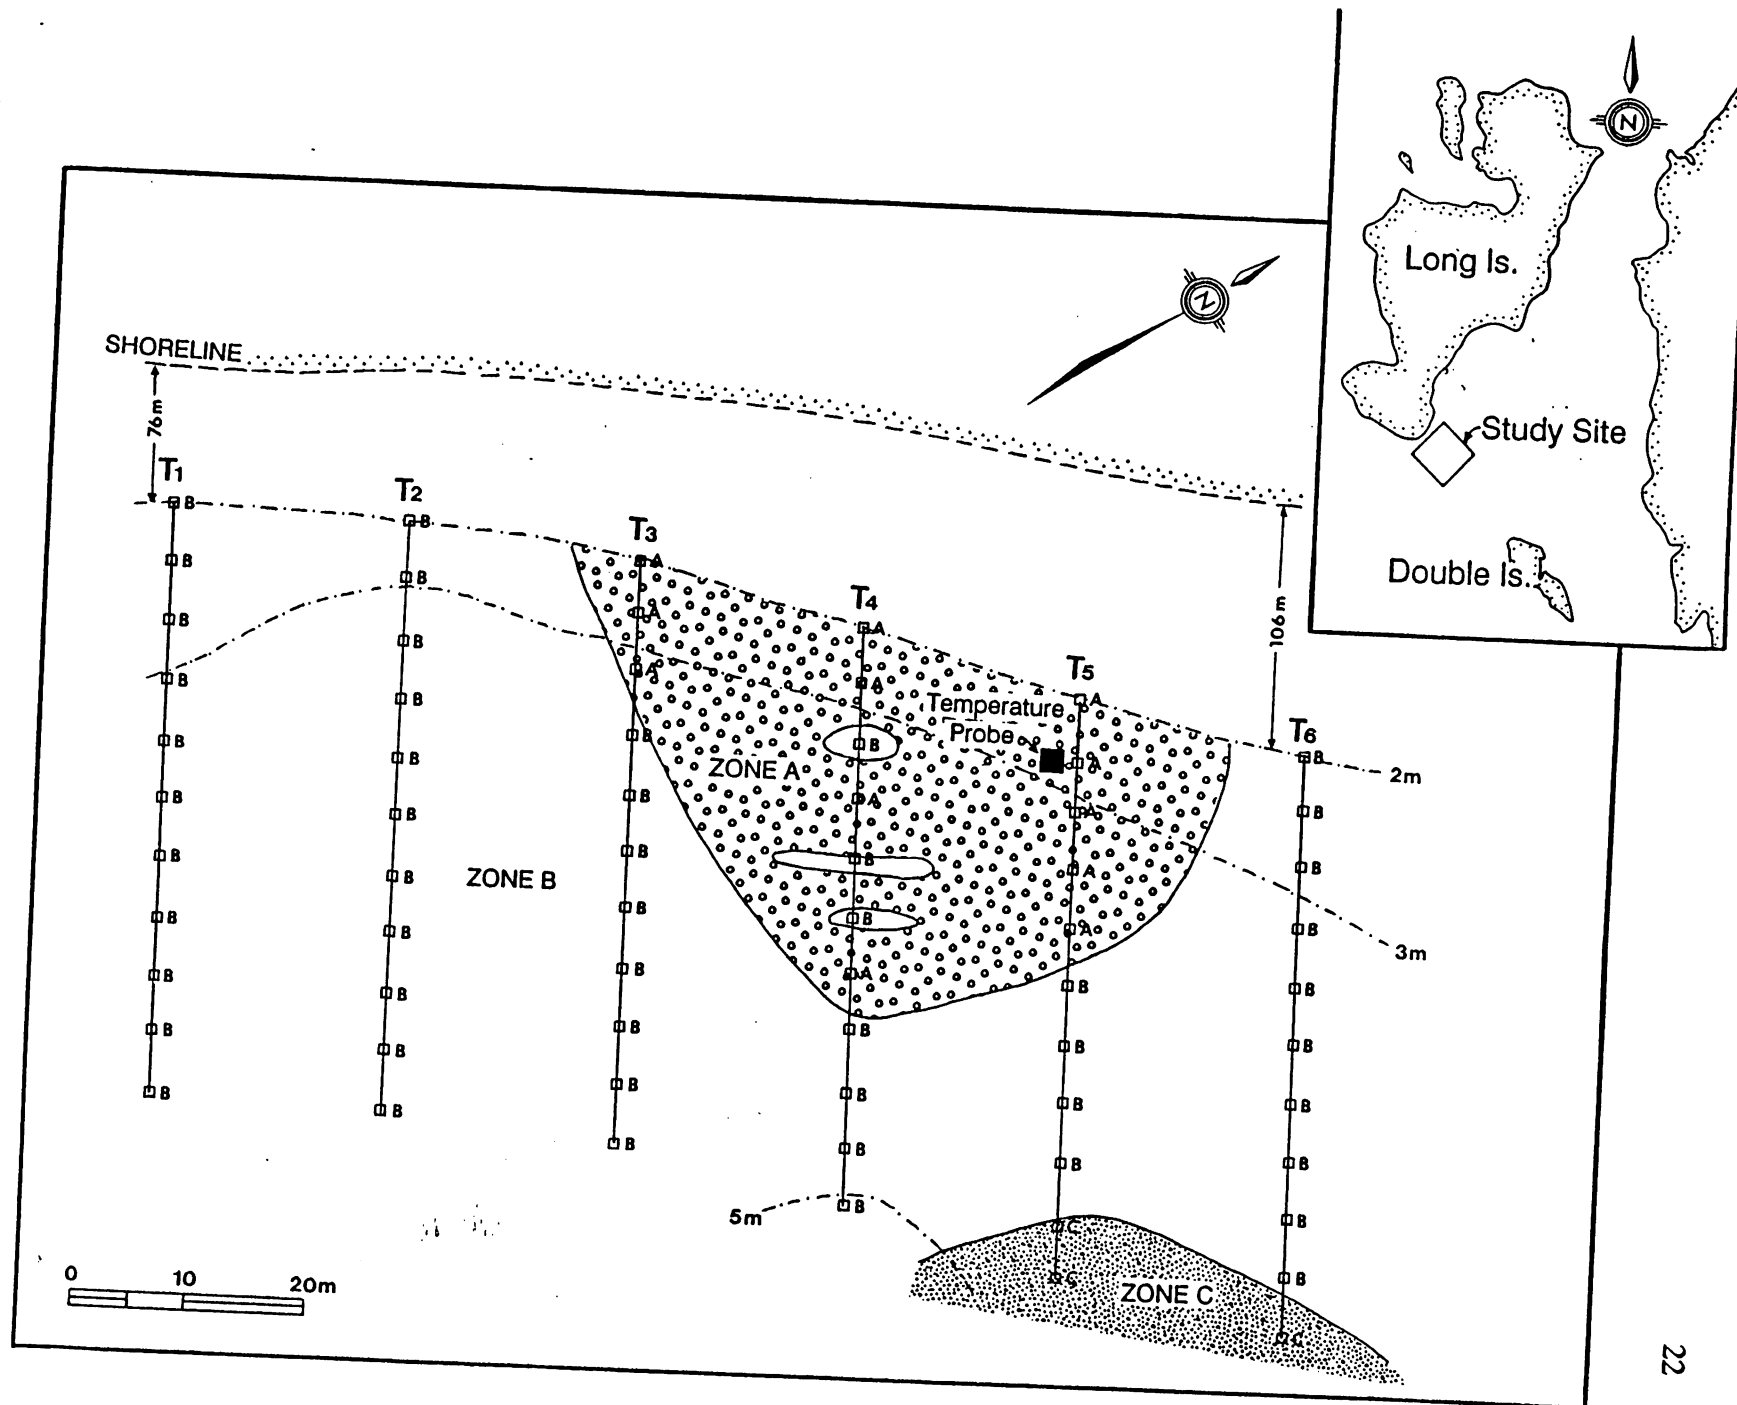 N
Long Is.
Study Site
Double Is.
N
SHORELINE
76m
106m
T1
T2
T3
T4
T5
T6
B B B B B B B B B B B
B B B B B B B B B B B
A A A B B B B B B B B
A A B A B B A B B B B
A A A A A B B B B C C
B B B B B B B B B B C
Temperature
Probe
ZONE A
ZONE B
ZONE C
2m
3m
5m
0 10 20m
22